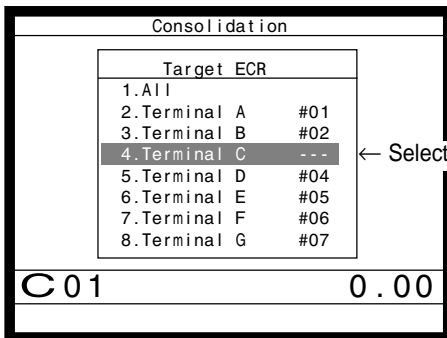 Consolidation
Target ECR
1.All
2.Terminal A #01
3.Terminal B #02
4.Terminal C ---
← Select
5.Terminal D #04
6.Terminal E #05
7.Terminal F #06
8.Terminal G #07
C01 0.00